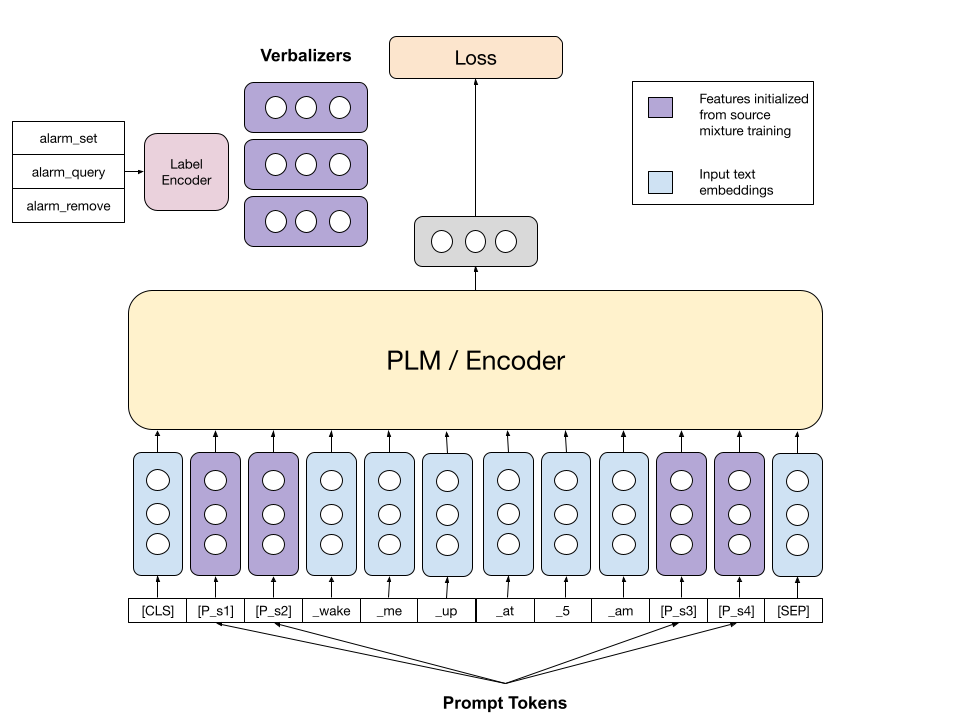 Verbalizers
Loss
Features initialized
from source
mixture training
Input text
embeddings
alarm_set
alarm_query
alarm_remove
Label
Encoder
PLM / Encoder
[CLS] [P_s1] [P_s2] _wake _me _up _at _5 _am [P_s3] [P_s4] [SEP]
Prompt Tokens